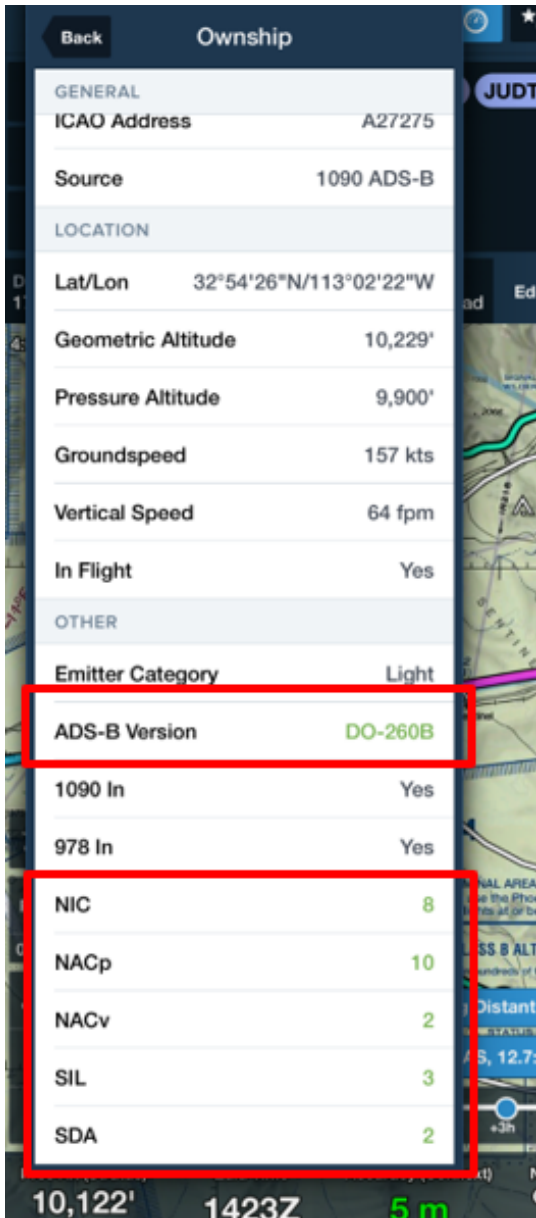 Back Ownship
JUDT
GENERAL
ICAO Address A27275
Source 1090 ADS-B
LOCATION
Lat/Lon 32°54'26"N/113°02'22"W
Geometric Altitude 10,229'
Pressure Altitude 9,900'
Groundspeed 157 kts
Vertical Speed 64 fpm
In Flight Yes
OTHER
Emitter Category Light
ADS-B Version DO-260B
1090 In Yes
978 In Yes
NIC 8
NACp 10
NACv 2
SIL 3
SDA 2
Distant
+3h
10,122' 1423Z 5 m